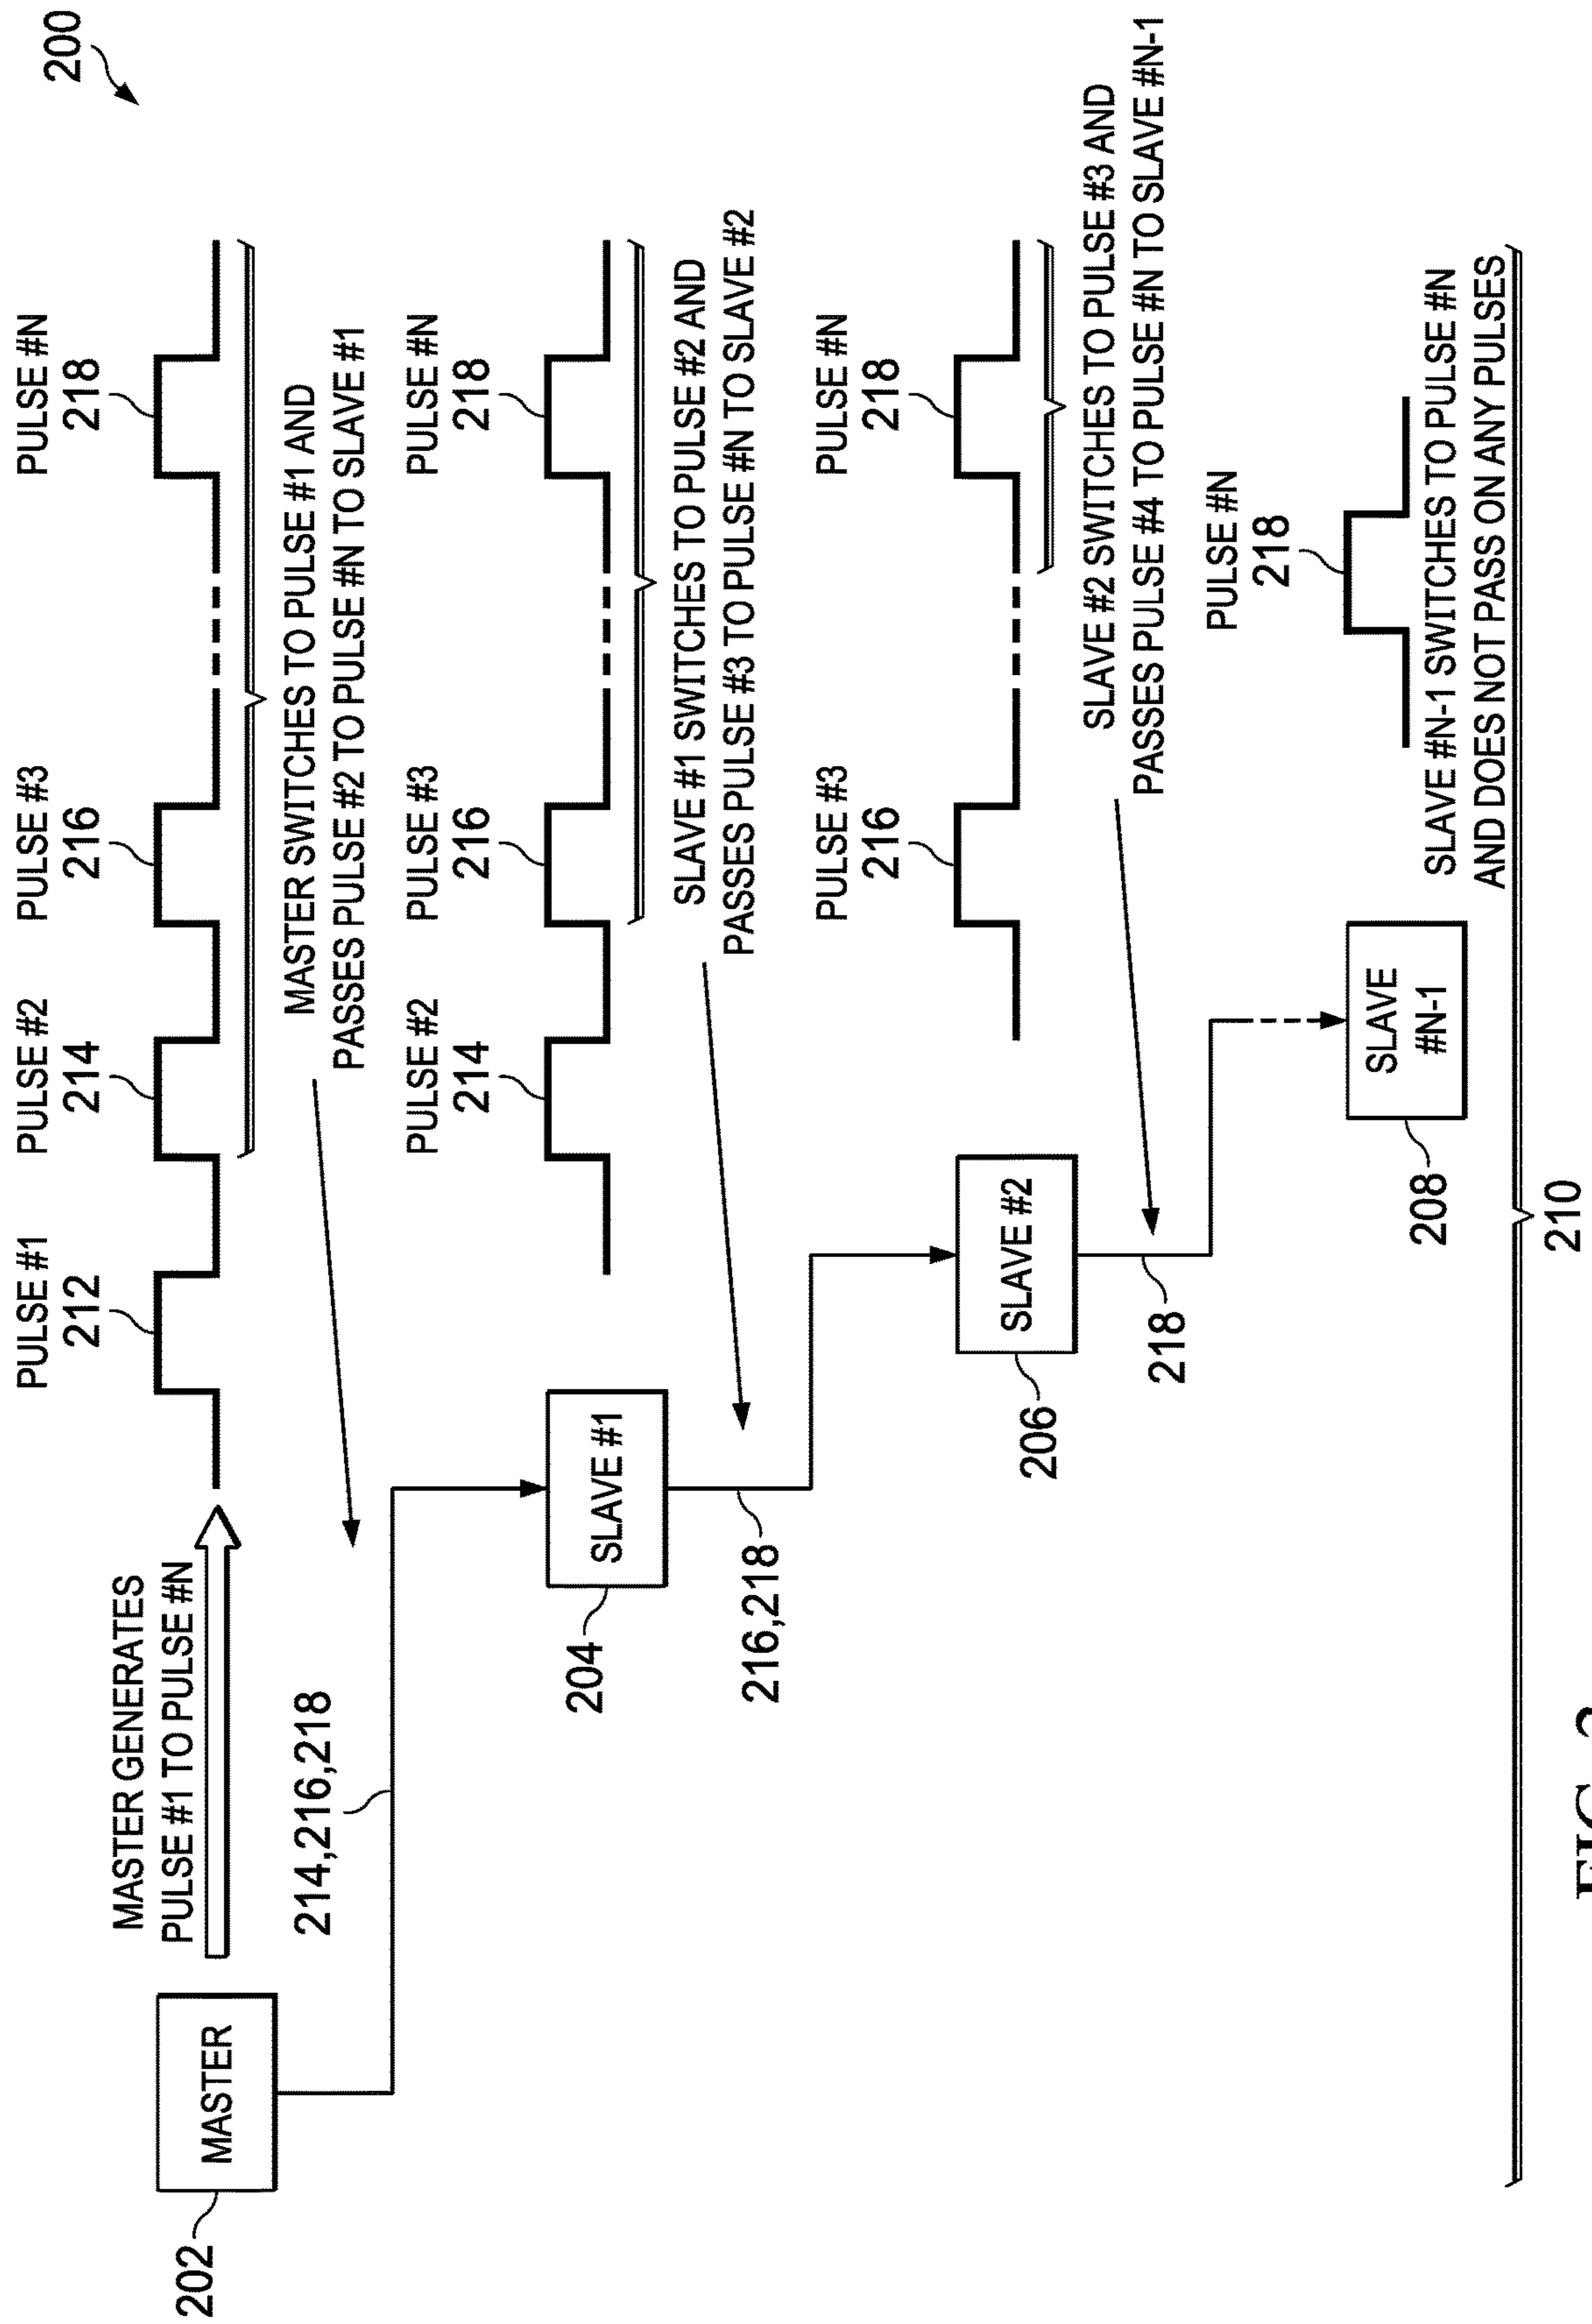 200
PULSE #1
PULSE #2
PULSE #3
PULSE #N
212
214
216
218
MASTER GENERATES
PULSE #1 TO PULSE #N
MASTER
202
MASTER SWITCHES TO PULSE #1 AND
PASSES PULSE #2 TO PULSE #N TO SLAVE #1
214,216,218
PULSE #2
PULSE #3
PULSE #N
214
216
218
SLAVE #1
204
SLAVE #1 SWITCHES TO PULSE #2 AND
PASSES PULSE #3 TO PULSE #N TO SLAVE #2
216,218
PULSE #3
PULSE #N
216
218
SLAVE #2
206
SLAVE #2 SWITCHES TO PULSE #3 AND
PASSES PULSE #4 TO PULSE #N TO SLAVE #N-1
218
PULSE #N
218
SLAVE
#N-1
208
SLAVE #N-1 SWITCHES TO PULSE #N
AND DOES NOT PASS ON ANY PULSES
210
FIG.